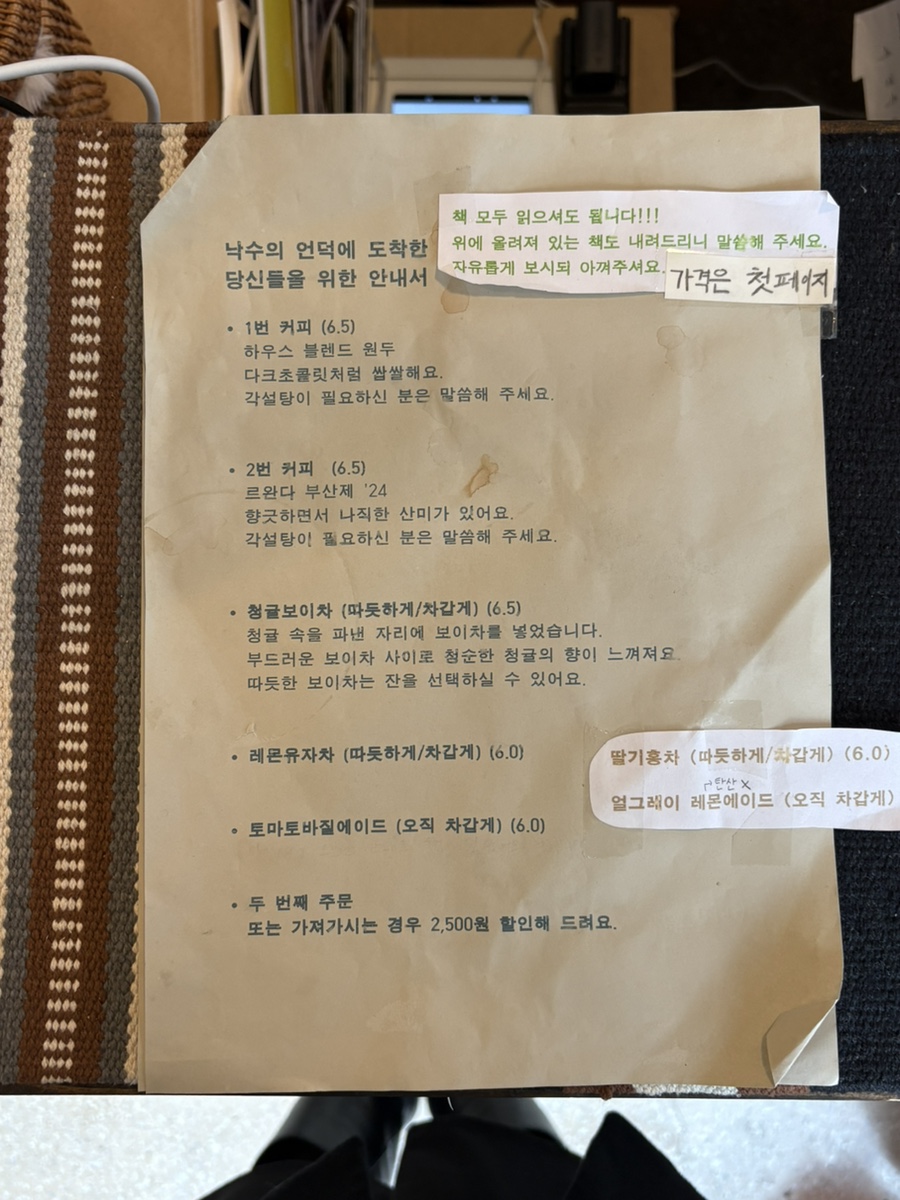 책 모두 읽으셔도 됩니다!!!
위에 올려져 있는 책도 내려드리니 말씀해 주세요.
자유롭게 보시되 아껴주셔요.
가격은 첫페이지
낙수의 언덕에 도착한
당신들을 위한 안내서
• 1번 커피 (6.5)
하우스 블렌드 원두
다크초콜릿처럼 쌉쌀해요.
각설탕이 필요하신 분은 말씀해 주세요.
• 2번 커피 (6.5)
르완다 부산제 '24
향긋하면서 나직한 산미가 있어요.
각설탕이 필요하신 분은 말씀해 주세요.
• 청귤보이차 (따듯하게/차갑게) (6.5)
청귤 속을 파낸 자리에 보이차를 넣었습니다.
부드러운 보이차 사이로 청순한 청귤의 향이 느껴져요.
따듯한 보이차는 잔을 선택하실 수 있어요.
• 레몬유자차 (따듯하게/차갑게) (6.0)
딸기홍차 (따듯하게/차갑게) (6.0)
탄산 X
얼그래이 레몬에이드 (오직 차갑게)
• 토마토바질에이드 (오직 차갑게) (6.0)
• 두 번째 주문
또는 가져가시는 경우 2,500원 할인해 드려요.